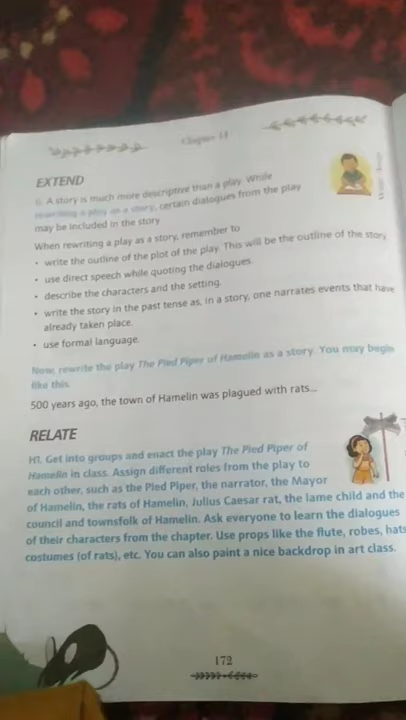 Chapter 14
EXTEND
G. A story is much more descriptive than a play. While
rewriting a play as a story, certain dialogues from the play
may be included in the story.
When rewriting a play as a story, remember to
• write the outline of the plot of the play. This will be the outline of the story.
• use direct speech while quoting the dialogues.
• describe the characters and the setting.
• write the story in the past tense as, in a story, one narrates events that have
already taken place.
• use formal language.
Now, rewrite the play The Pied Piper of Hamelin as a story. You may begin
like this.
500 years ago, the town of Hamelin was plagued with rats...
RELATE
H1. Get into groups and enact the play The Pied Piper of
Hamelin in class. Assign different roles from the play to
each other, such as the Pied Piper, the narrator, the Mayor
of Hamelin, the rats of Hamelin, Julius Caesar rat, the lame child and the
council and townsfolk of Hamelin. Ask everyone to learn the dialogues
of their characters from the chapter. Use props like the flute, robes, hats
costumes (of rats), etc. You can also paint a nice backdrop in art class.
172